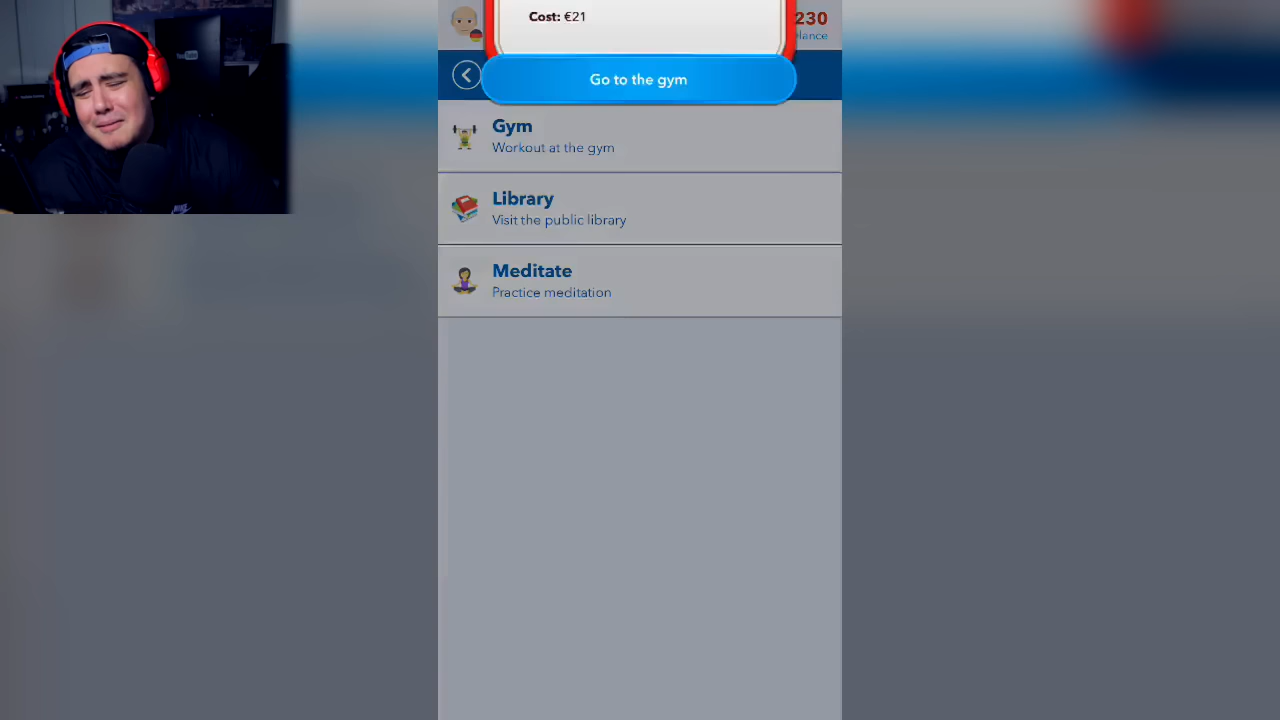 Cost: €21
230
lance
Go to the gym
Gym
Workout at the gym
Library
Visit the public library
Meditate
Practice meditation